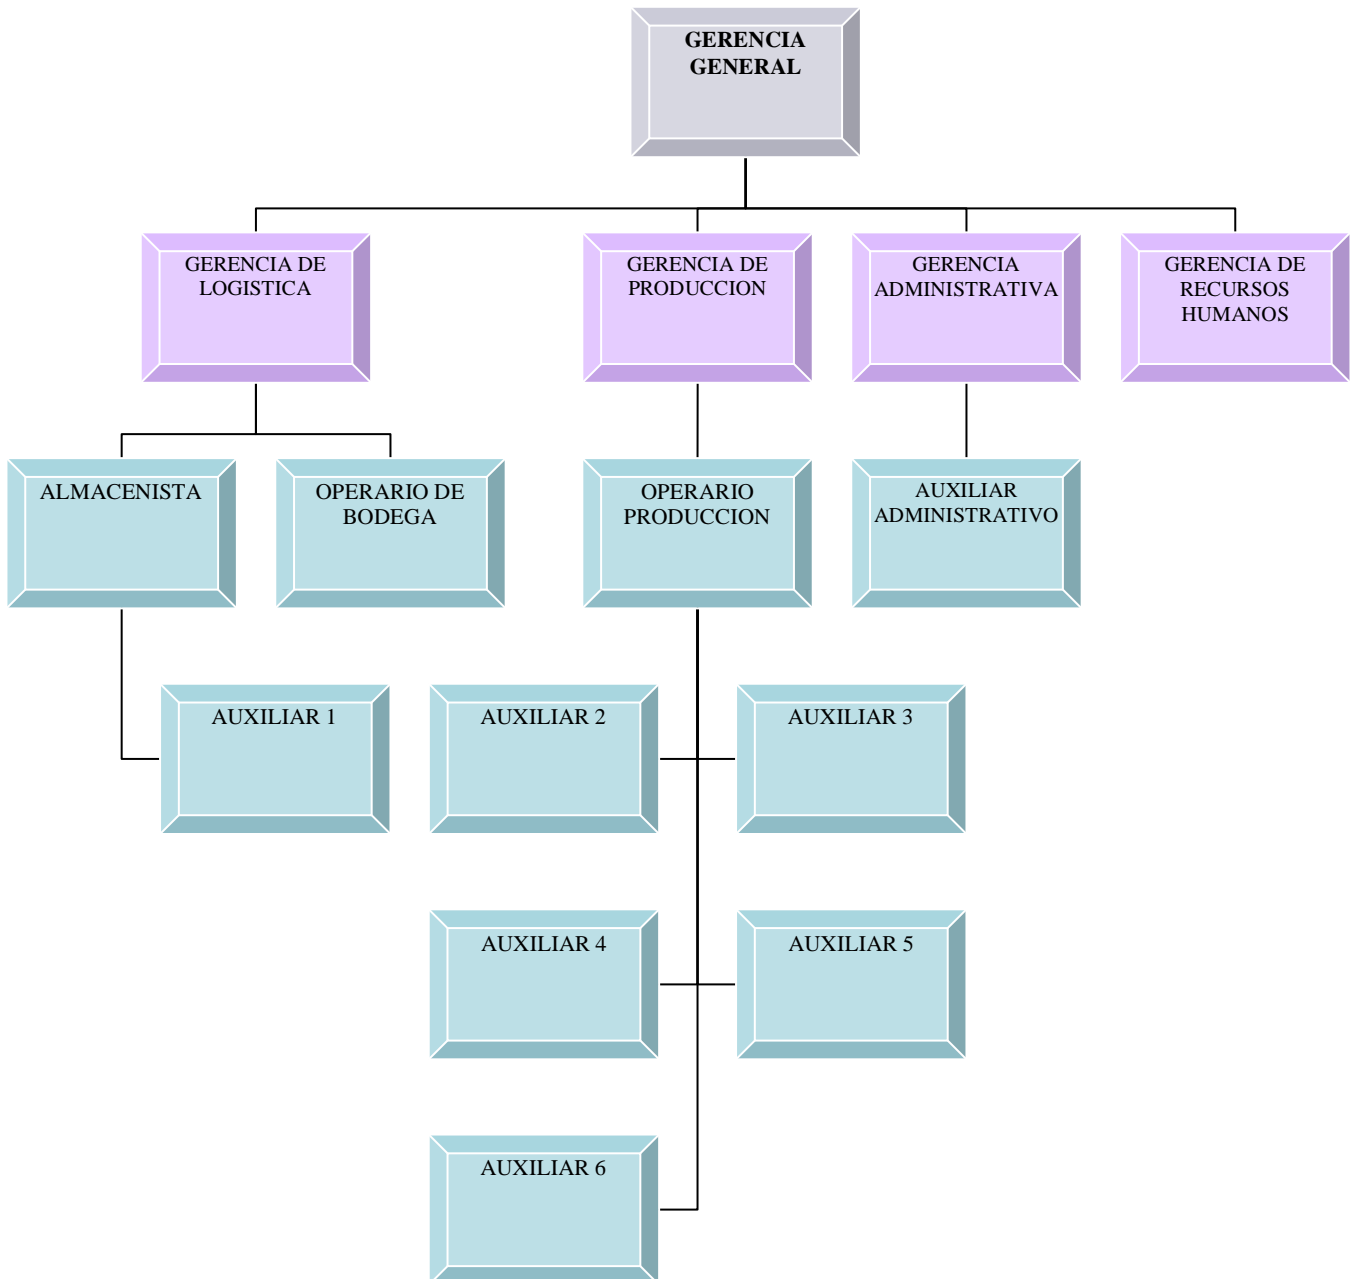 GERENCIA
GENERAL
GERENCIA DE
LOGISTICA
GERENCIA DE
PRODUCCION
GERENCIA
ADMINISTRATIVA
GERENCIA DE
RECURSOS
HUMANOS
ALMACENISTA
OPERARIO DE
BODEGA
OPERARIO
PRODUCCION
AUXILIAR
ADMINISTRATIVO
AUXILIAR 1
AUXILIAR 2
AUXILIAR 3
AUXILIAR 4
AUXILIAR 5
AUXILIAR 6